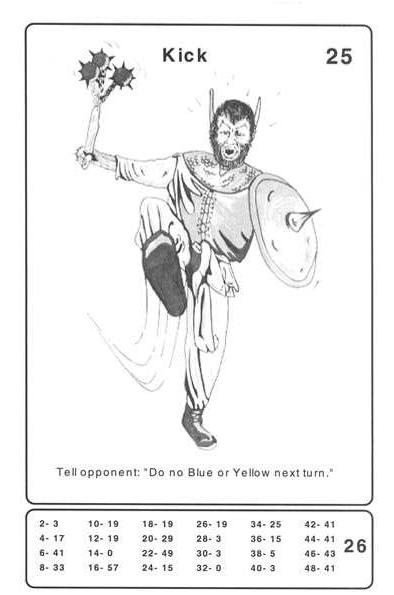 Kick 25
Tell opponent: "Do no Blue or Yellow next turn."
2- 3 10- 19 18- 19 26- 19 34- 25 42- 41
4- 17 12- 19 20- 29 28- 3 36- 15 44- 41
6- 41 14- 0 22- 49 30- 3 38- 5 46- 43
8- 33 16- 57 24- 15 32- 0 40- 3 48- 41
26